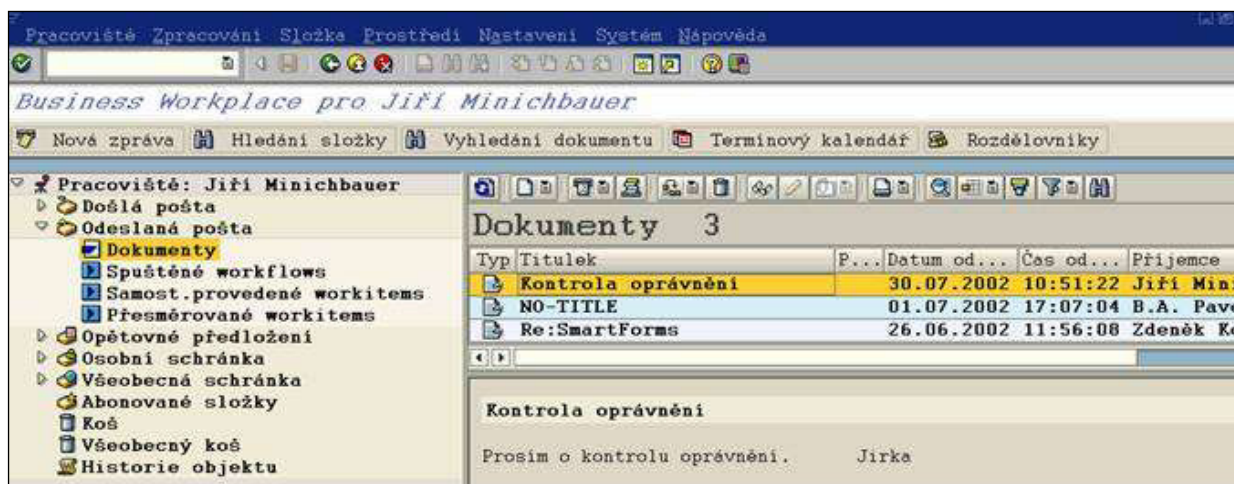 Pracoviště Zpracování Složka Prostředí Nastavení Systém Nápověda
Business Workplace pro Jiří Minichbauer
Nová zpráva Hledání složky Vyhledání dokumentu Termínový kalendář Rozdělovníky
Pracoviště: Jiří Minichbauer
Došlá pošta
Odeslaná pošta
Dokumenty
Spuštěné workflows
Samost.provedené workitems
Přesměrované workitems
Opětovné předložení
Osobní schránka
Všeobecná schránka
Abonované složky
Koš
Všeobecný koš
Historie objektu
Dokumenty 3
Typ Titulek P... Datum od... Čas od... Příjemce
Kontrola oprávnění 30.07.2002 10:51:22 Jiří Min
NO-TITLE 01.07.2002 17:07:04 B.A. Pave
Re:SmartForms 26.06.2002 11:56:08 Zdeněk Ko
Kontrola oprávnění
Prosím o kontrolu oprávnění. Jirka